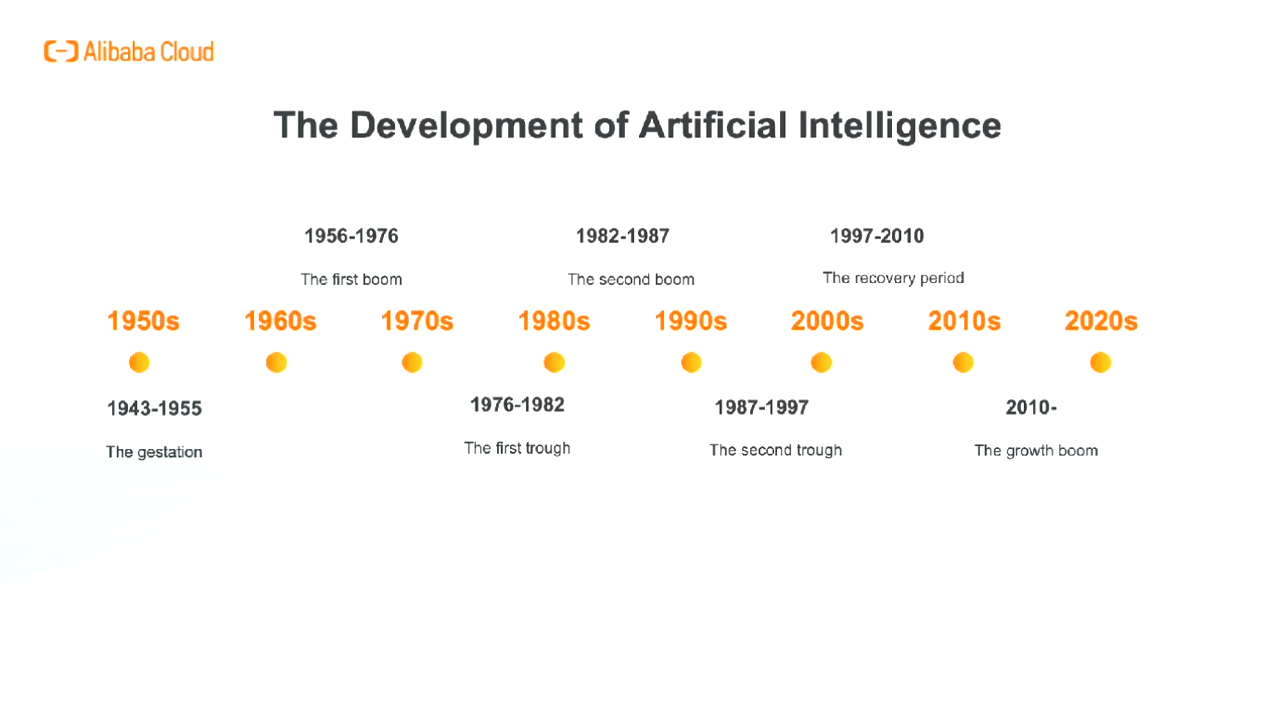 Alibaba Cloud
The Development of Artificial Intelligence
1956-1976 1982-1987 1997-2010
The first boom The second boom The recovery period
1950s 1960s 1970s 1980s 1990s 2000s 2010s 2020s
1943-1955 1976-1982 1987-1997 2010-
The gestation The first trough The second trough The growth boom